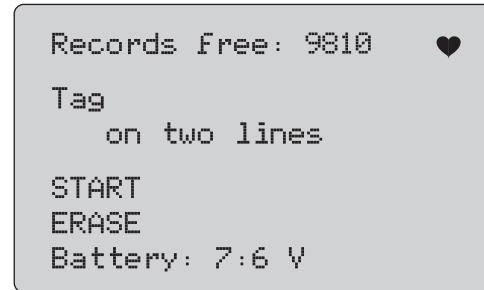 Records free: 9810 ♥
Tag
on two lines
START
ERASE
Battery: 7:6 V